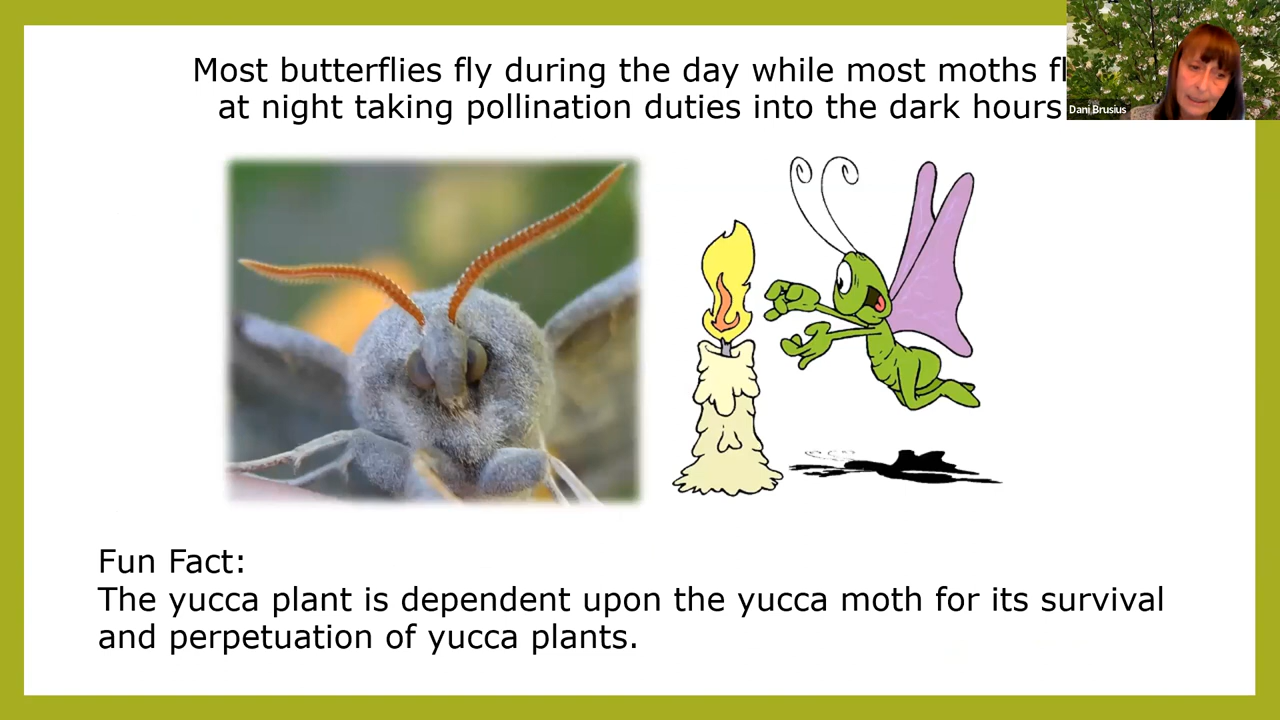 Most butterflies fly during the day while most moths fl
at night taking pollination duties into the dark hours
Dani Brusius
Fun Fact:
The yucca plant is dependent upon the yucca moth for its survival
and perpetuation of yucca plants.